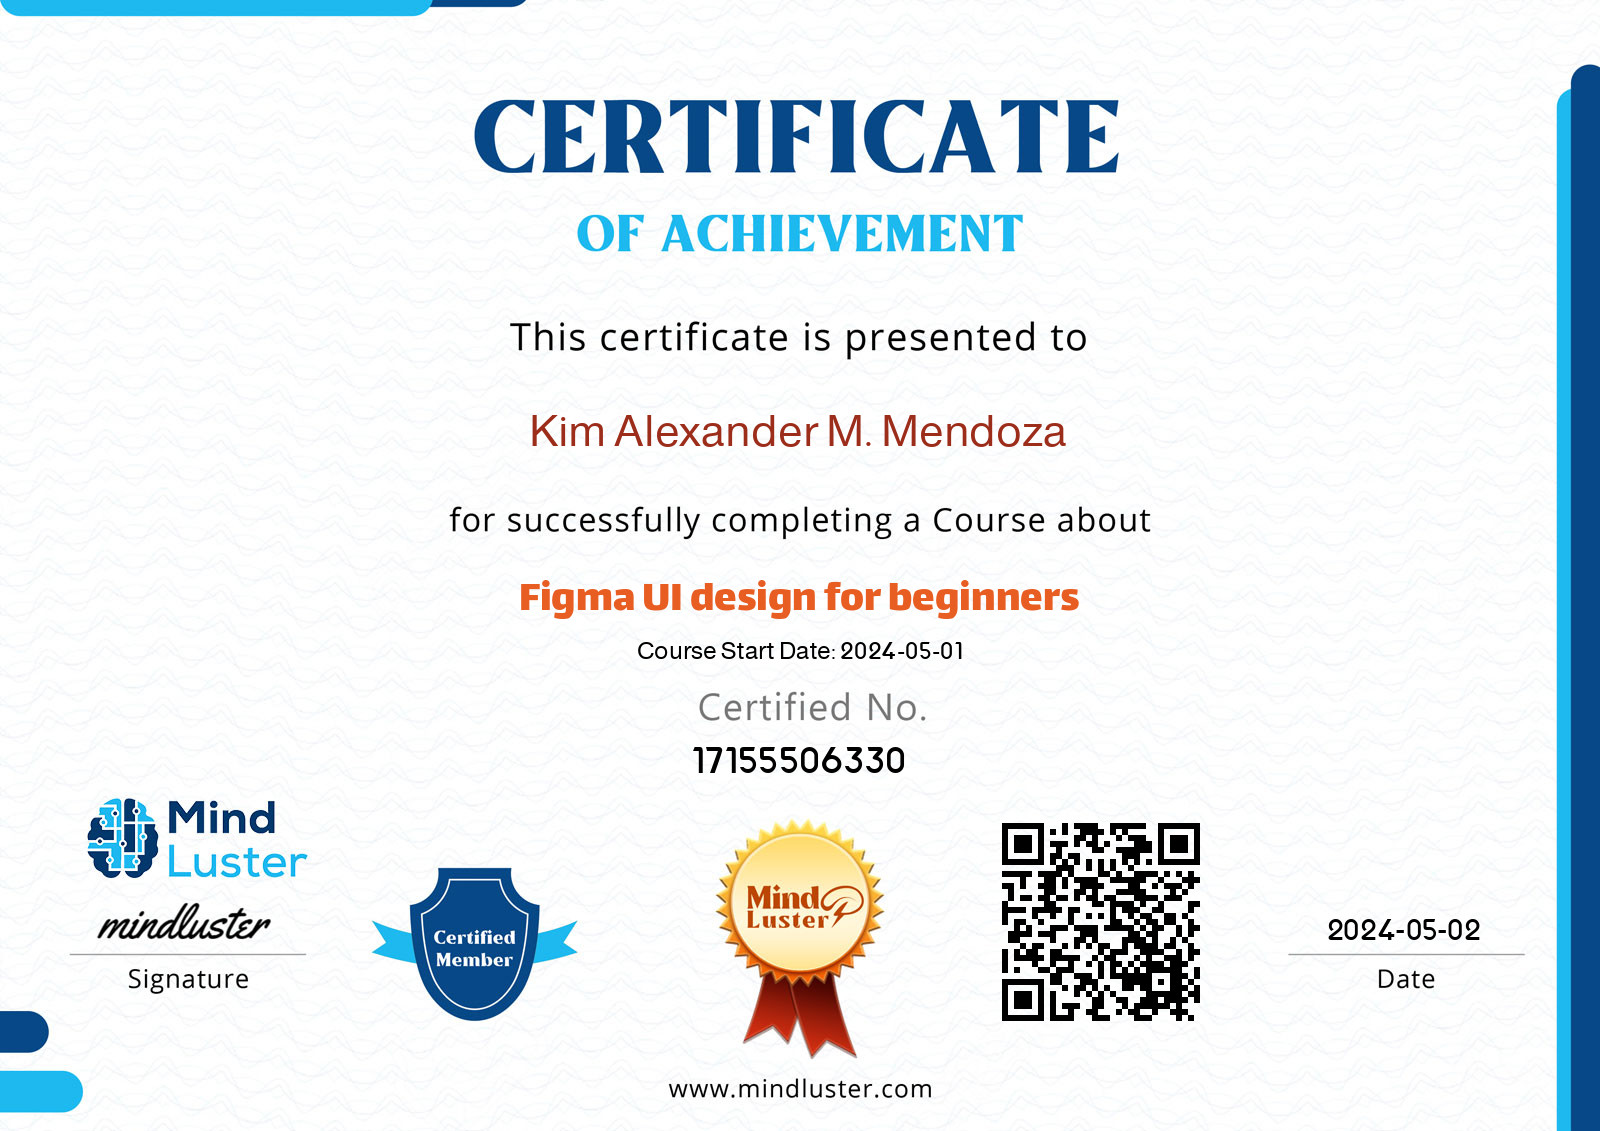 CERTIFICATE
OF ACHIEVEMENT
This certificate is presented to
Kim Alexander M. Mendoza
for successfully completing a Course about
Figma UI design for beginners
Course Start Date: 2024-05-01
Certified No.
17155506330
Mind
Luster
mindluster
Signature
Certified
Member
Mind
Luster
2024-05-02
Date
www.mindluster.com